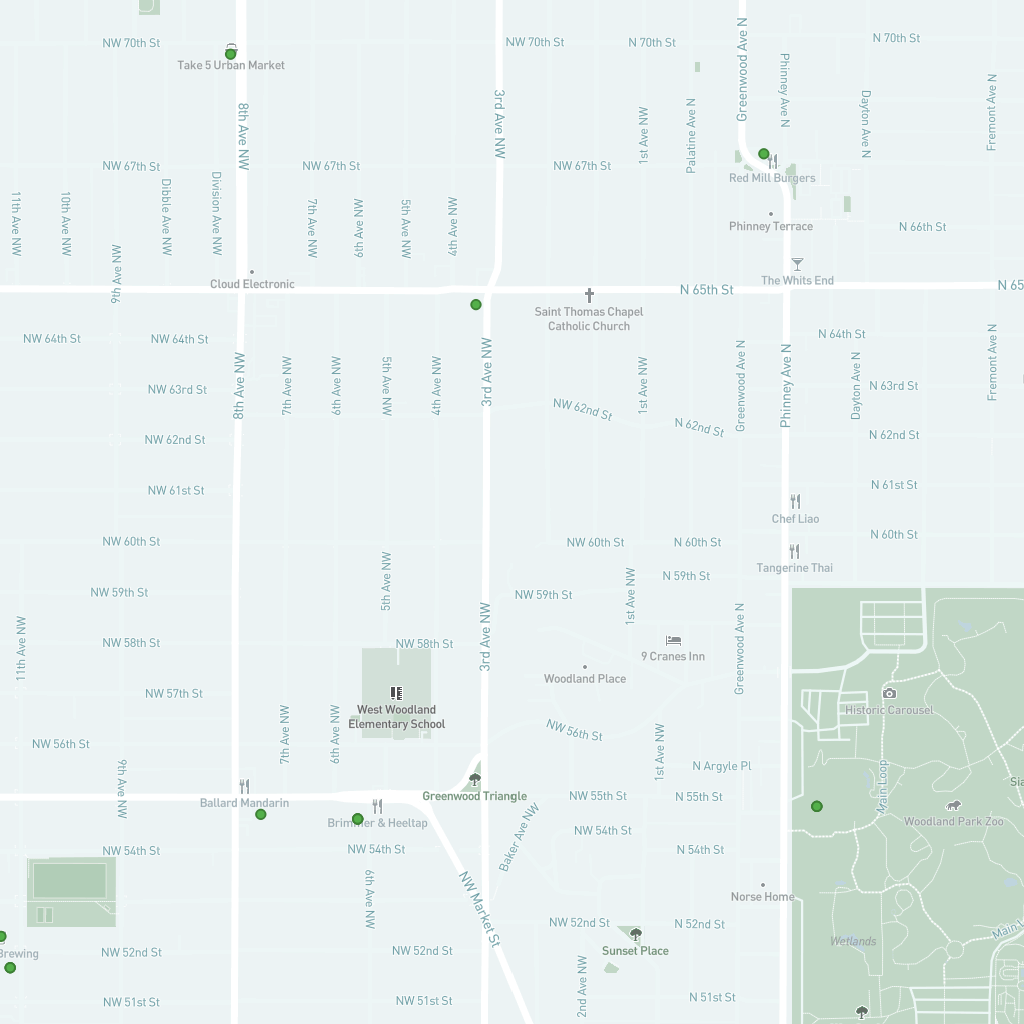 NW 70th St
NW 70th St
N 70th St
N 70th St
Take 5 Urban Market
Greenwood Ave N
Phinney Ave N
Dayton Ave N
Fremont Ave N
8th Ave NW
3rd Ave NW
1st Ave NW
Palatine Ave N
NW 67th St
NW 67th St
NW 67th St
Red Mill Burgers
11th Ave NW
10th Ave NW
Dibble Ave NW
Division Ave NW
7th Ave NW
6th Ave NW
5th Ave NW
4th Ave NW
Phinney Terrace
N 66th St
9th Ave NW
Cloud Electronic
The Whits End
N 65th St
N 65
Saint Thomas Chapel
Catholic Church
NW 64th St
NW 64th St
N 64th St
8th Ave NW
7th Ave NW
6th Ave NW
5th Ave NW
4th Ave NW
3rd Ave NW
1st Ave NW
Greenwood Ave N
Phinney Ave N
Dayton Ave N
Fremont Ave N
NW 63rd St
N 63rd St
NW 62nd St
N 62nd St
NW 62nd St
N 62nd St
NW 61st St
N 61st St
Chef Liao
NW 60th St
NW 60th St
N 60th St
N 60th St
Tangerine Thai
5th Ave NW
N 59th St
NW 59th St
NW 59th St
1st Ave NW
11th Ave NW
3rd Ave NW
Greenwood Ave N
NW 58th St
NW 58th St
9 Cranes Inn
Woodland Place
NW 57th St
West Woodland
Elementary School
Historic Carousel
7th Ave NW
6th Ave NW
NW 56th St
NW 56th St
1st Ave NW
N Argyle Pl
9th Ave NW
Main Loop
Sia
Ballard Mandarin
Greenwood Triangle
NW 55th St
N 55th St
Brimmer & Heeltap
Baker Ave NW
NW 54th St
Woodland Park Zoo
NW 54th St
NW 54th St
N 54th St
6th Ave NW
NW Market St
Norse Home
NW 52nd St
N 52nd St
Main Lo
Brewing
NW 52nd St
NW 52nd St
Sunset Place
Wetlands
2nd Ave NW
NW 51st St
NW 51st St
N 51st St